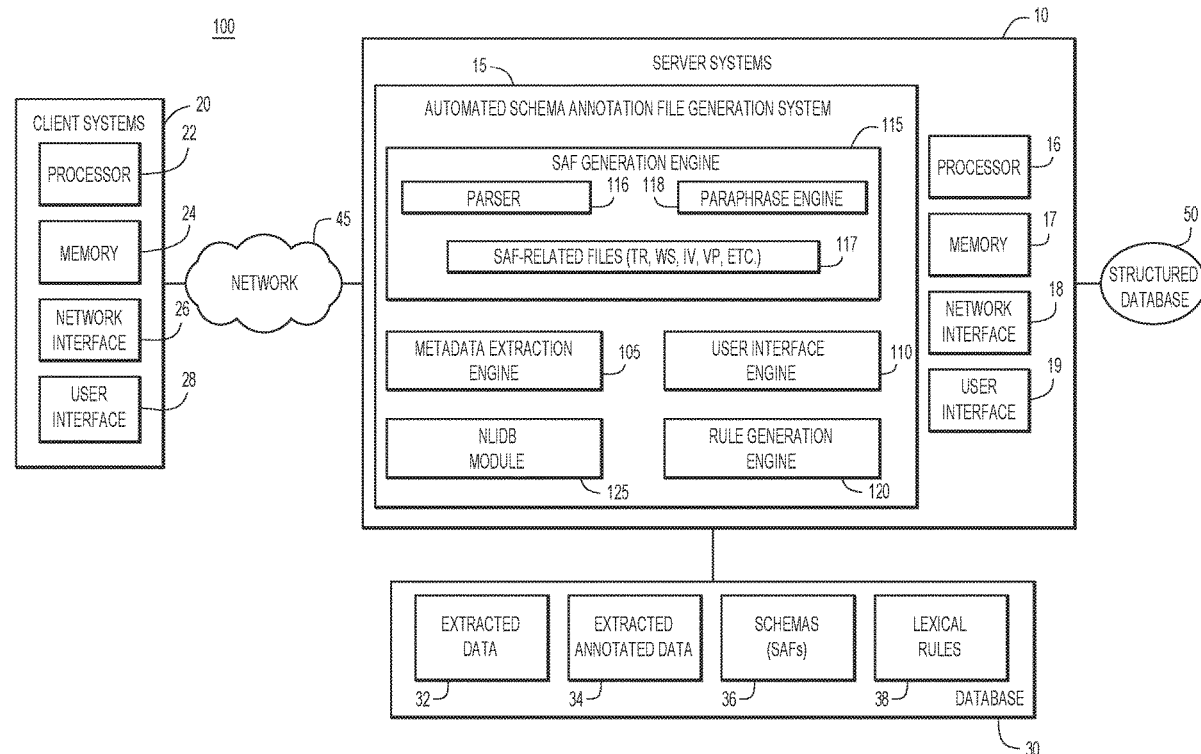 100
10
SERVER SYSTEMS
15
AUTOMATED SCHEMA ANNOTATION FILE GENERATION SYSTEM
20
CLIENT SYSTEMS
22
PROCESSOR
24
MEMORY
26
NETWORK
INTERFACE
28
USER
INTERFACE
45
NETWORK
115
SAF GENERATION ENGINE
PARSER
116
118
PARAPHRASE ENGINE
SAF-RELATED FILES (TR, WS, IV, VP, ETC.)
117
METADATA EXTRACTION
ENGINE
105
USER INTERFACE
ENGINE
110
NLIDB
MODULE
125
RULE GENERATION
ENGINE
120
PROCESSOR
16
MEMORY
17
NETWORK
INTERFACE
18
USER
INTERFACE
19
50
STRUCTURED
DATABASE
EXTRACTED
DATA
32
EXTRACTED
ANNOTATED DATA
34
SCHEMAS
(SAFs)
36
LEXICAL
RULES
38
DATABASE
30